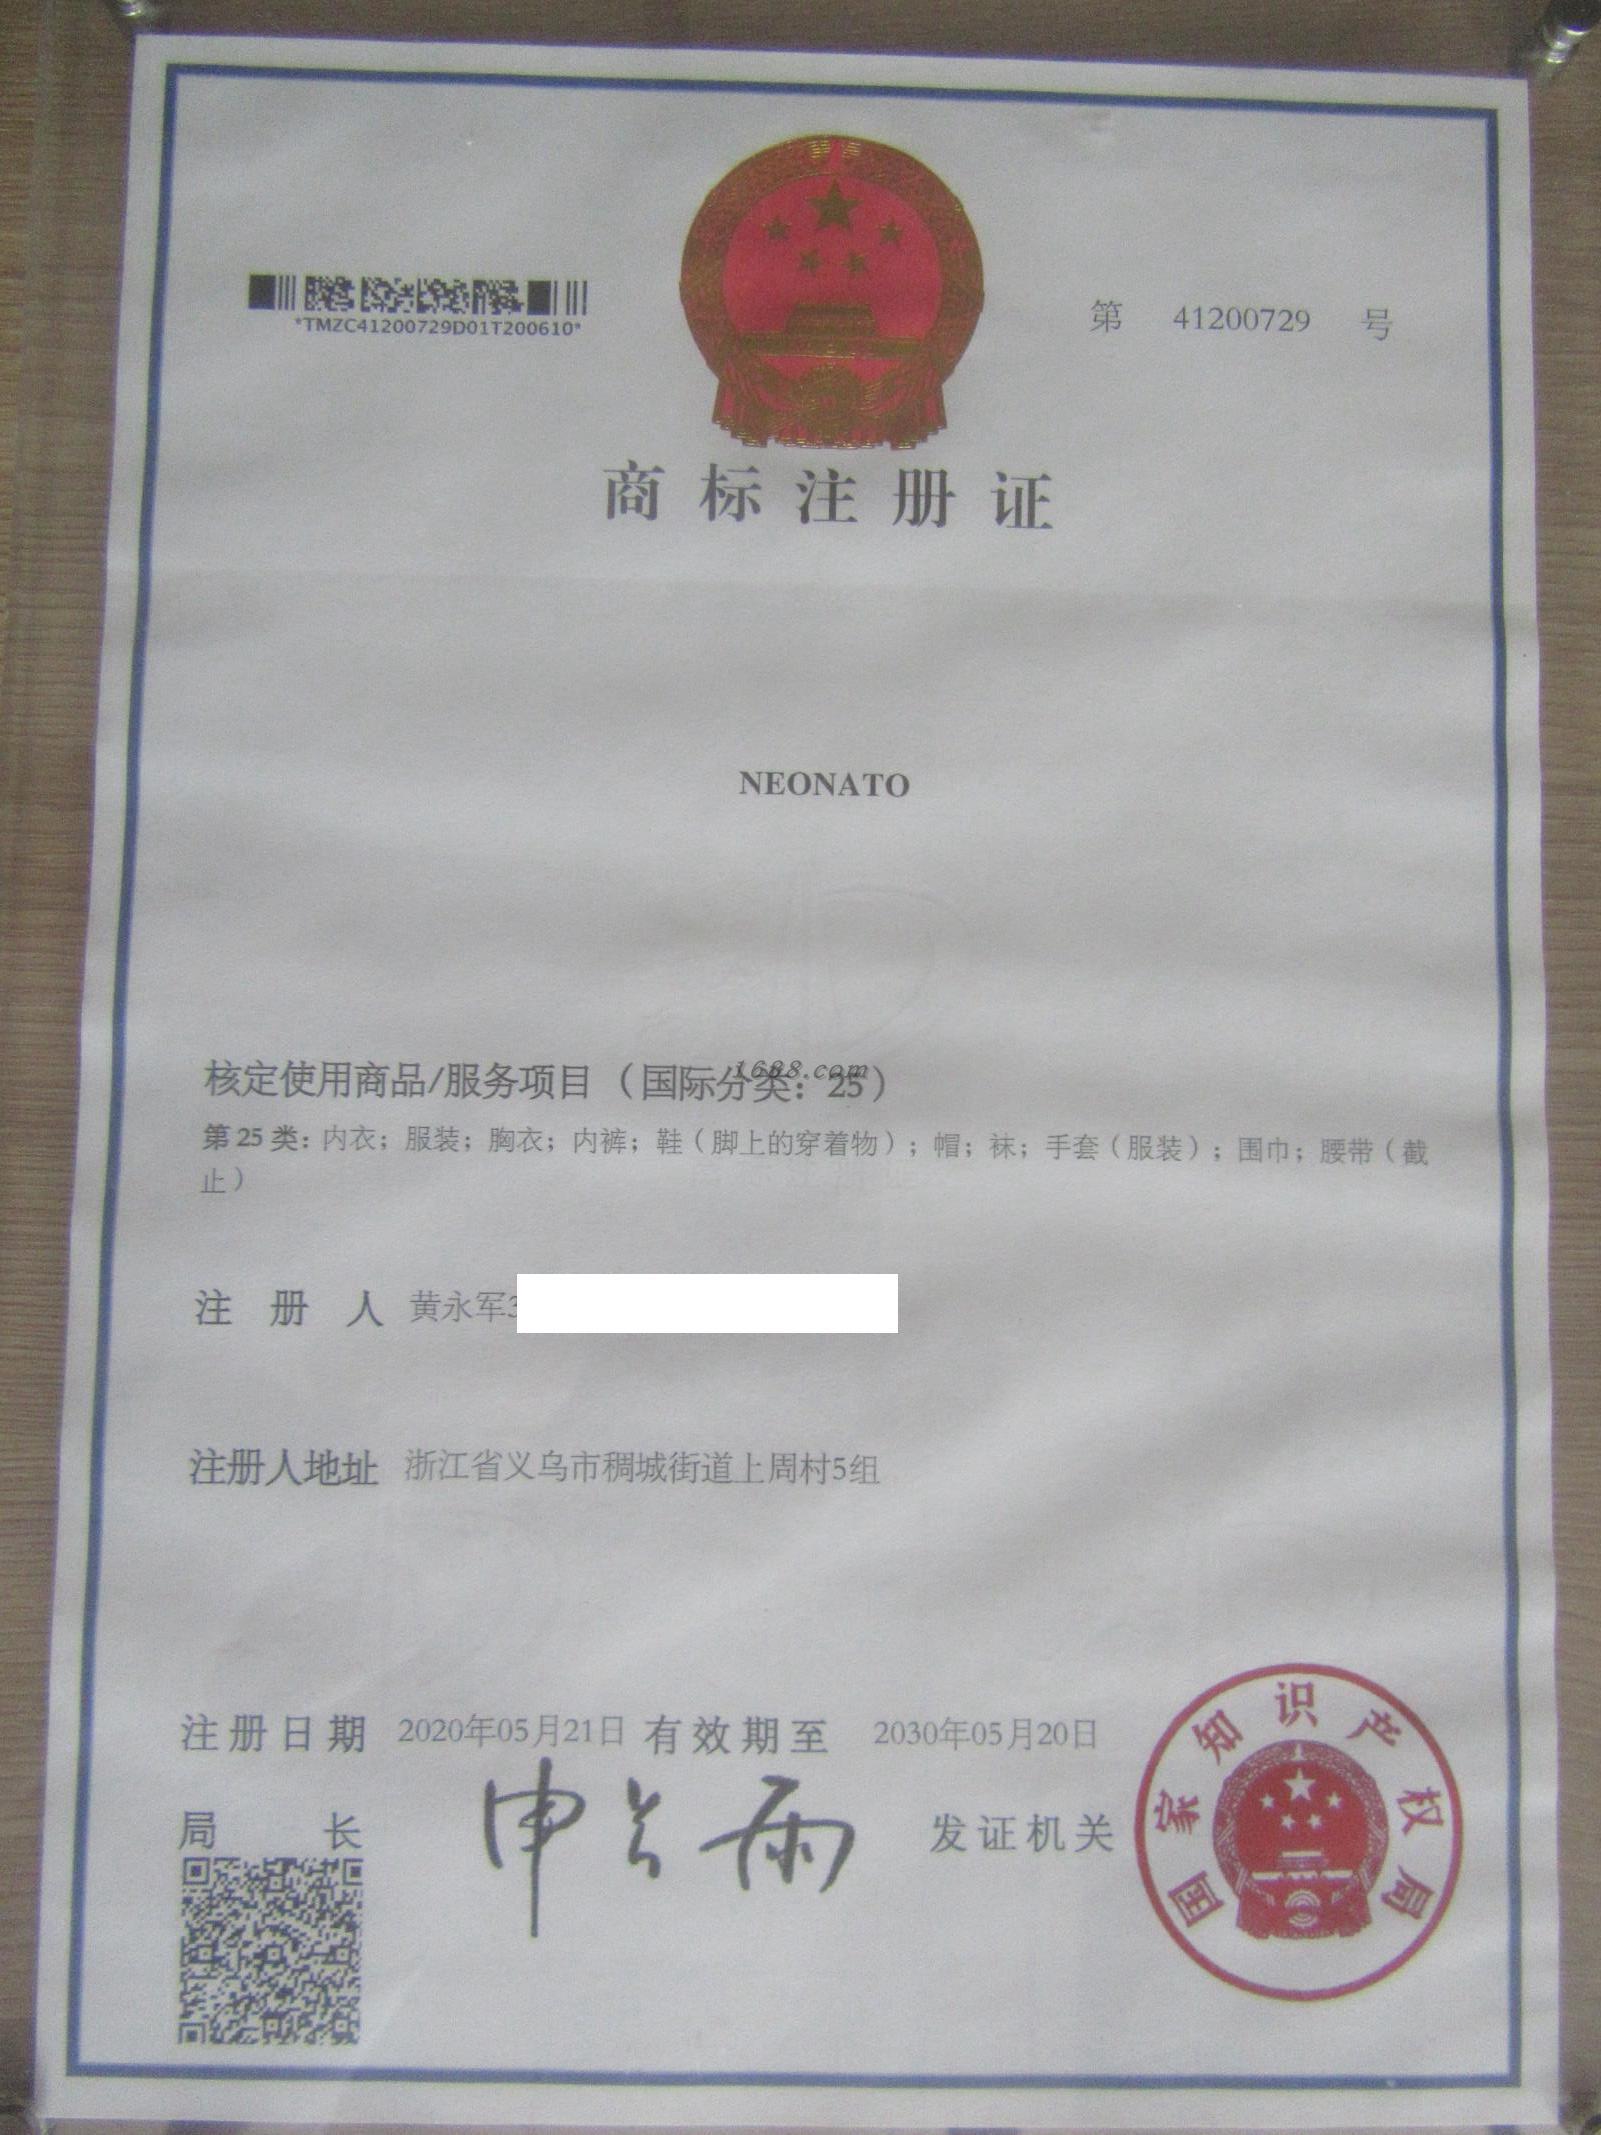 *TMZC41200729D01T200610*
第 41200729 号
商标注册证
NEONATO
1688.com
核定使用商品/服务项目（国际分类：25）
第 25 类：内衣；服装；胸衣；内裤；鞋（脚上的穿着物）；帽；袜；手套（服装）；围巾；腰带（截
止）
注册人 黄永军3
注册人地址 浙江省义乌市稠城街道上周村5组
注册日期 2020年05月21日 有效期至 2030年05月20日
局长 申长雨 发证机关
国家知识产权局